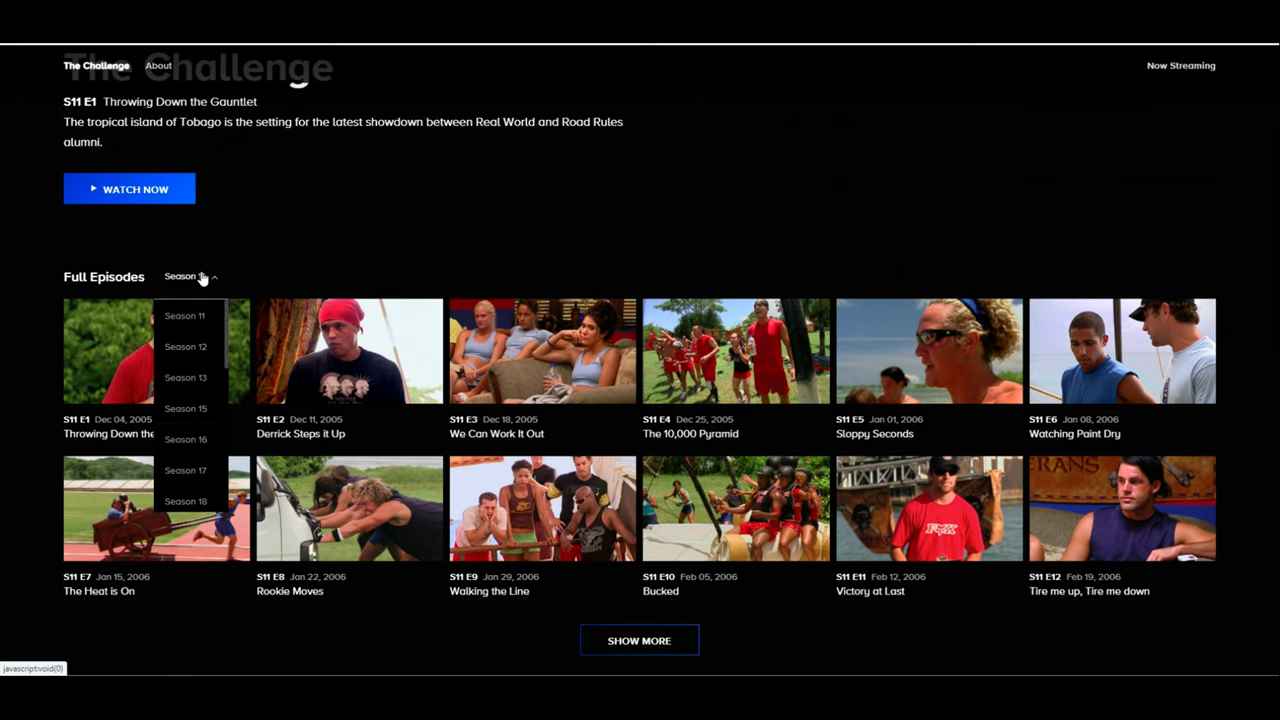 The Challenge
The Challenge About Now Streaming
S11 E1 Throwing Down the Gauntlet
The tropical island of Tobago is the setting for the latest showdown between Real World and Road Rules
alumni.
WATCH NOW
Full Episodes Season
Season 11
Season 12
Season 13
Season 15
Season 16
Season 17
Season 18
S11 E1 Dec 04, 2005
Throwing Down the
S11 E2 Dec 11, 2005
Derrick Steps it Up
S11 E3 Dec 18, 2005
We Can Work It Out
S11 E4 Dec 25, 2005
The 10,000 Pyramid
S11 E5 Jan 01, 2006
Sloppy Seconds
S11 E6 Jan 08, 2006
Watching Paint Dry
VETERANS
S11 E7 Jan 15, 2006
The Heat is On
S11 E8 Jan 22, 2006
Rookie Moves
S11 E9 Jan 29, 2006
Walking the Line
S11 E10 Feb 05, 2006
Bucked
S11 E11 Feb 12, 2006
Victory at Last
S11 E12 Feb 19, 2006
Tire me up, Tire me down
SHOW MORE
javascript:void(0)